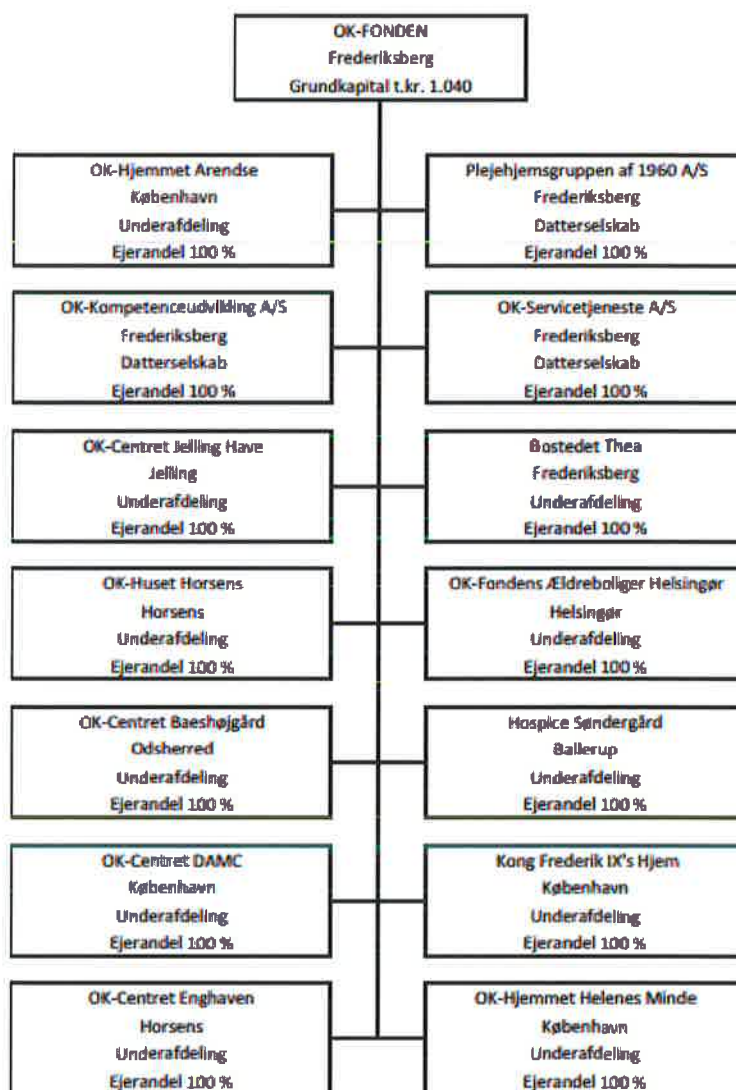 OK-FONDEN
Frederiksberg
Grundkapital t.kr. 1.040
OK-Hjemmet Arendse
København
Underafdeling
Ejerandel 100 %
Plejehjemsgruppen af 1960 A/S
Frederiksberg
Datterselskab
Ejerandel 100 %
OK-Kompetenceudvikling A/S
Frederiksberg
Datterselskab
Ejerandel 100 %
OK-Servicetjeneste A/S
Frederiksberg
Datterselskab
Ejerandel 100 %
OK-Centret Jelling Have
Jelling
Underafdeling
Ejerandel 100 %
Bostedet Thea
Frederiksberg
Underafdeling
Ejerandel 100 %
OK-Huset Horsens
Horsens
Underafdeling
Ejerandel 100 %
OK-Fondens Ældreboliger Helsingør
Helsingør
Underafdeling
Ejerandel 100 %
OK-Centret Baeshøjgård
Odsherred
Underafdeling
Ejerandel 100 %
Hospice Søndergård
Ballerup
Underafdeling
Ejerandel 100 %
OK-Centret DAMC
København
Underafdeling
Ejerandel 100 %
Kong Frederik IX's Hjem
København
Underafdeling
Ejerandel 100 %
OK-Centret Enghaven
Horsens
Underafdeling
Ejerandel 100 %
OK-Hjemmet Helenes Minde
København
Underafdeling
Ejerandel 100 %